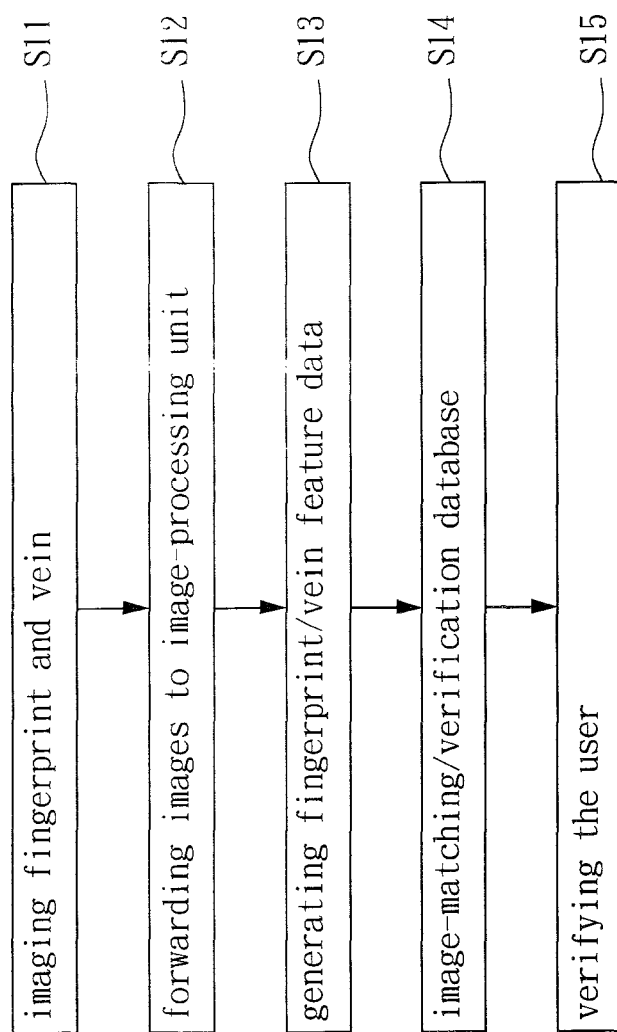 imaging fingerprint and vein
S11
forwarding images to image-processing unit
S12
generating fingerprint/vein feature data
S13
image-matching/verification database
S14
verifying the user
S15